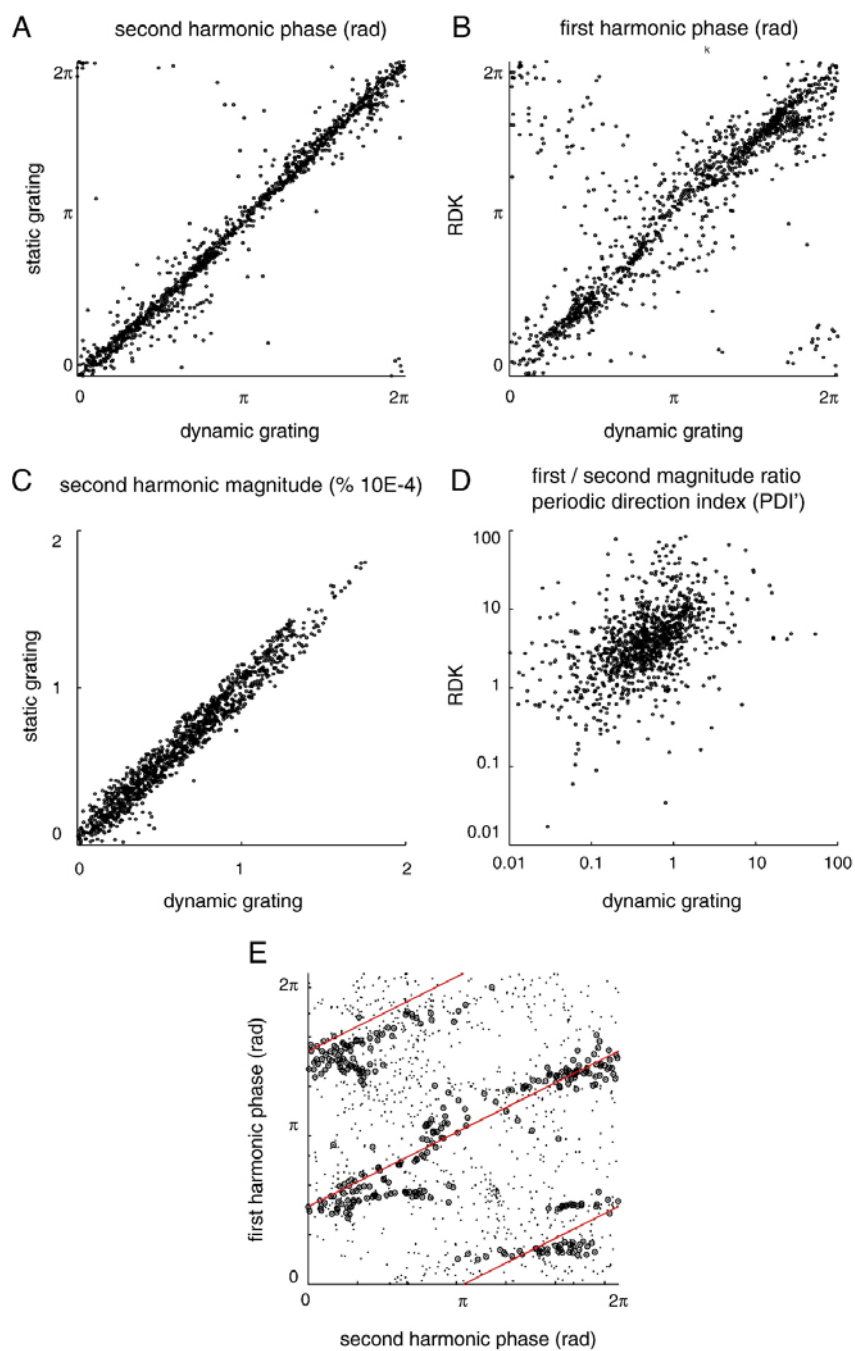 A
second harmonic phase (rad)
2π
static grating
π
0
0
π
2π
dynamic grating
B
first harmonic phase (rad)
k
2π
RDK
π
0
0
π
2π
dynamic grating
C
second harmonic magnitude (% 10E-4)
2
static grating
1
0
0
1
2
dynamic grating
D
first / second magnitude ratio
periodic direction index (PDI')
100
10
RDK
1
0.1
0.01
0.01
0.1
1
10
100
dynamic grating
E
2π
first harmonic phase (rad)
π
0
0
π
2π
second harmonic phase (rad)